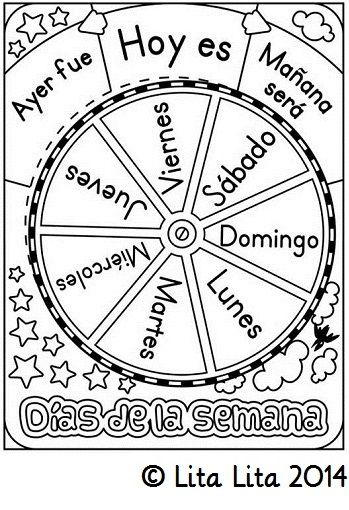 Ayer fue
Hoy es
Mañana
será
Viernes
Sábado
Domingo
Lunes
Martes
Miércoles
Jueves
Días de la semana
© Lita Lita 2014